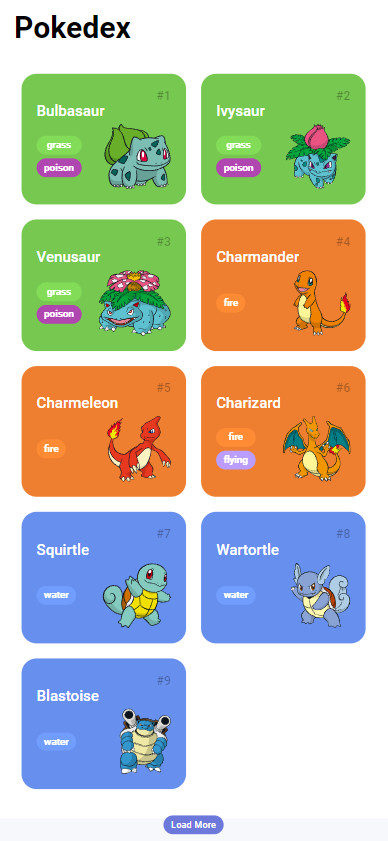 Pokedex
#1
Bulbasaur
grass
poison
#2
Ivysaur
grass
poison
#3
Venusaur
grass
poison
#4
Charmander
fire
#5
Charmeleon
fire
#6
Charizard
fire
flying
#7
Squirtle
water
#8
Wartortle
water
#9
Blastoise
water
Load More